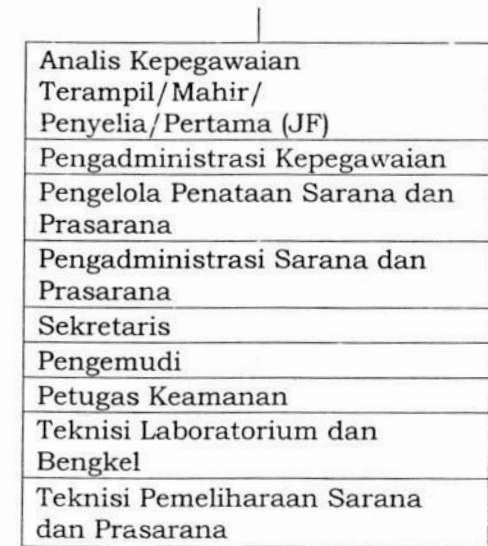 Analis Kepegawaian
Terampil/Mahir/
Penyelia/Pertama (JF)
Pengadministrasi Kepegawaian
Pengelola Penataan Sarana dan
Prasarana
Pengadministrasi Sarana dan
Prasarana
Sekretaris
Pengemudi
Petugas Keamanan
Teknisi Laboratorium dan
Bengkel
Teknisi Pemeliharaan Sarana
dan Prasarana